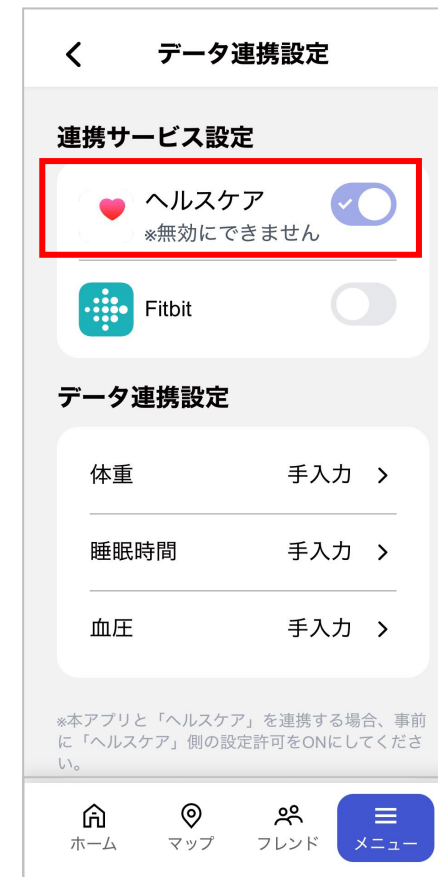 データ連携設定
連携サービス設定
ヘルスケア
※無効にできません
Fitbit
データ連携設定
体重 手入力
睡眠時間 手入力
血圧 手入力
※本アプリと「ヘルスケア」を連携する場合、事前
に「ヘルスケア」側の設定許可をONにしてくださ
い。
ホーム マップ フレンド メニュー